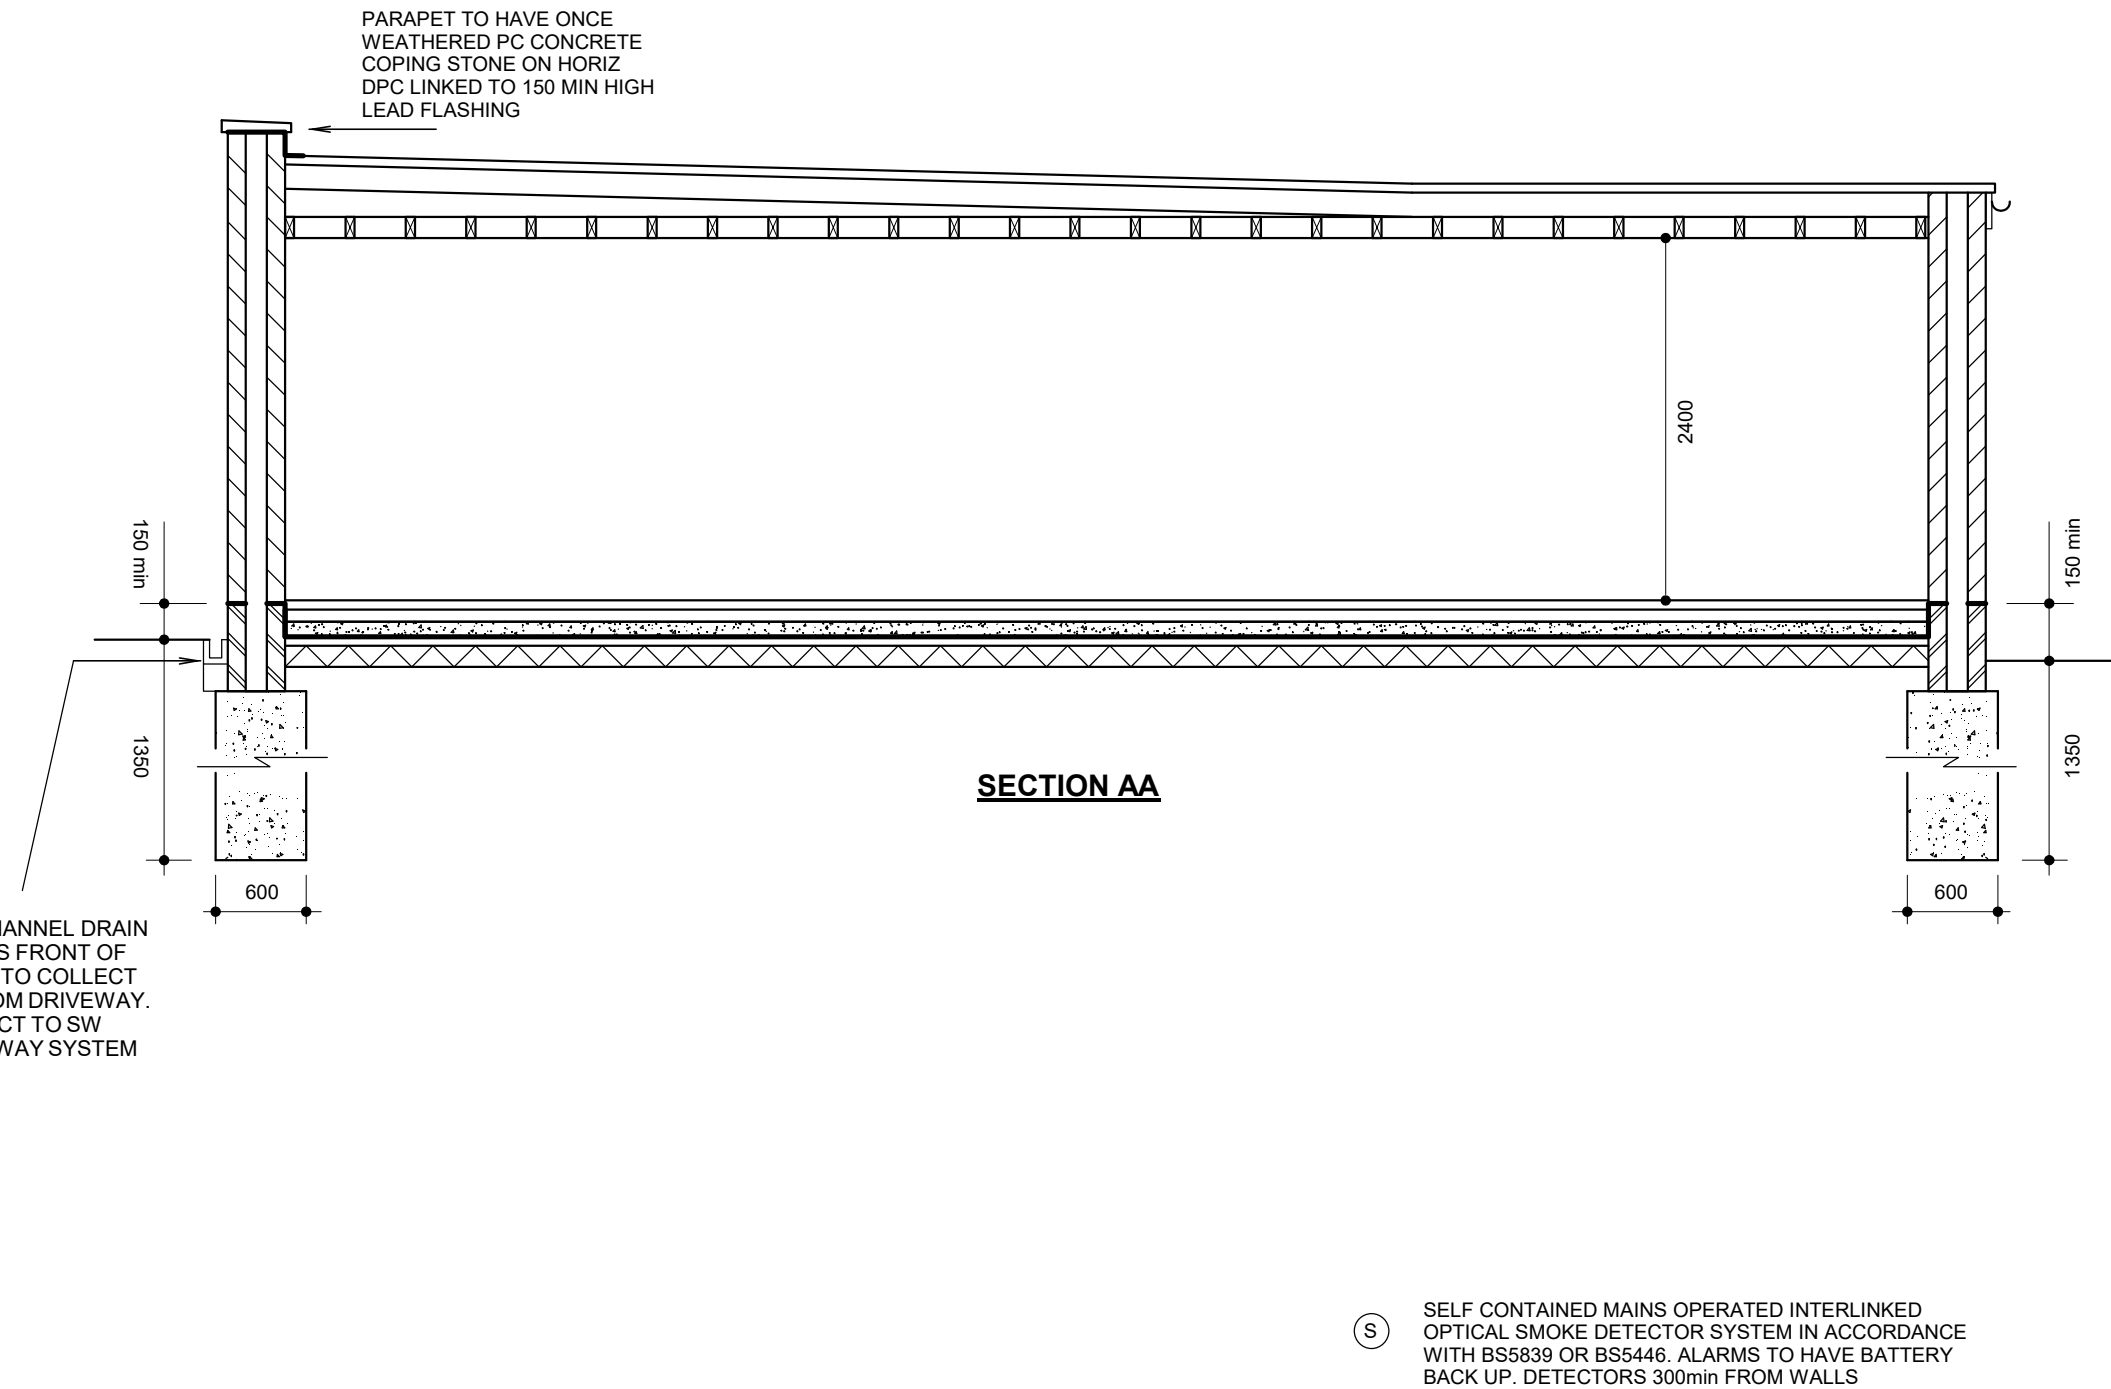 PARAPET TO HAVE ONCE
WEATHERED PC CONCRETE
COPING STONE ON HORIZ
DPC LINKED TO 150 MIN HIGH
LEAD FLASHING
2400
150 min
150 min
1350
1350
SECTION AA
600
600
DRAIN
FRONT OF
TO COLLECT
DRIVEWAY.
TO SW
SYSTEM
S
SELF CONTAINED MAINS OPERATED INTERLINKED
OPTICAL SMOKE DETECTOR SYSTEM IN ACCORDANCE
WITH BS5839 OR BS5446. ALARMS TO HAVE BATTERY
BACK UP. DETECTORS 300min FROM WALLS